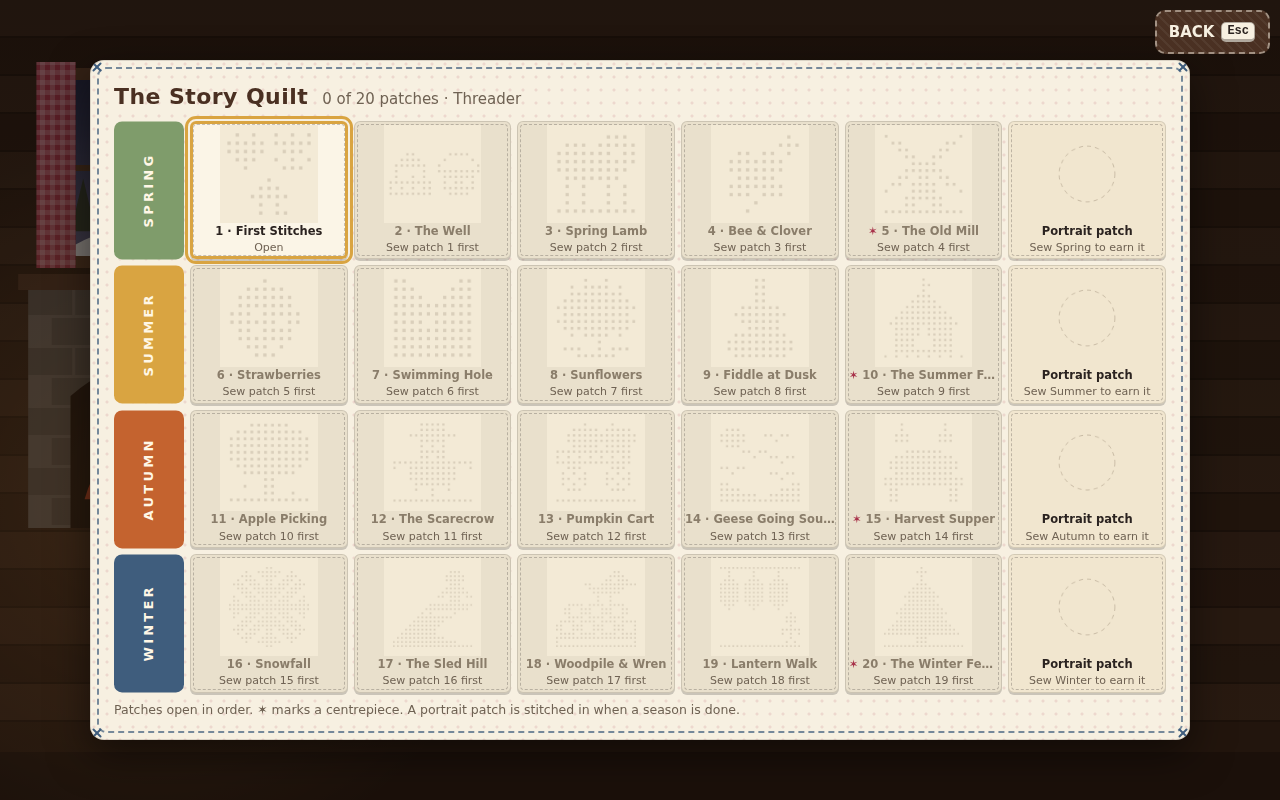 BACK Esc
The Story Quilt 0 of 20 patches · Threader
SPRING
1 · First Stitches
Open
2 · The Well
Sew patch 1 first
3 · Spring Lamb
Sew patch 2 first
4 · Bee & Clover
Sew patch 3 first
✶ 5 · The Old Mill
Sew patch 4 first
Portrait patch
Sew Spring to earn it
SUMMER
6 · Strawberries
Sew patch 5 first
7 · Swimming Hole
Sew patch 6 first
8 · Sunflowers
Sew patch 7 first
9 · Fiddle at Dusk
Sew patch 8 first
✶ 10 · The Summer F…
Sew patch 9 first
Portrait patch
Sew Summer to earn it
AUTUMN
11 · Apple Picking
Sew patch 10 first
12 · The Scarecrow
Sew patch 11 first
13 · Pumpkin Cart
Sew patch 12 first
14 · Geese Going Sou…
Sew patch 13 first
✶ 15 · Harvest Supper
Sew patch 14 first
Portrait patch
Sew Autumn to earn it
WINTER
16 · Snowfall
Sew patch 15 first
17 · The Sled Hill
Sew patch 16 first
18 · Woodpile & Wren
Sew patch 17 first
19 · Lantern Walk
Sew patch 18 first
✶ 20 · The Winter Fe…
Sew patch 19 first
Portrait patch
Sew Winter to earn it
Patches open in order. ✶ marks a centrepiece. A portrait patch is stitched in when a season is done.